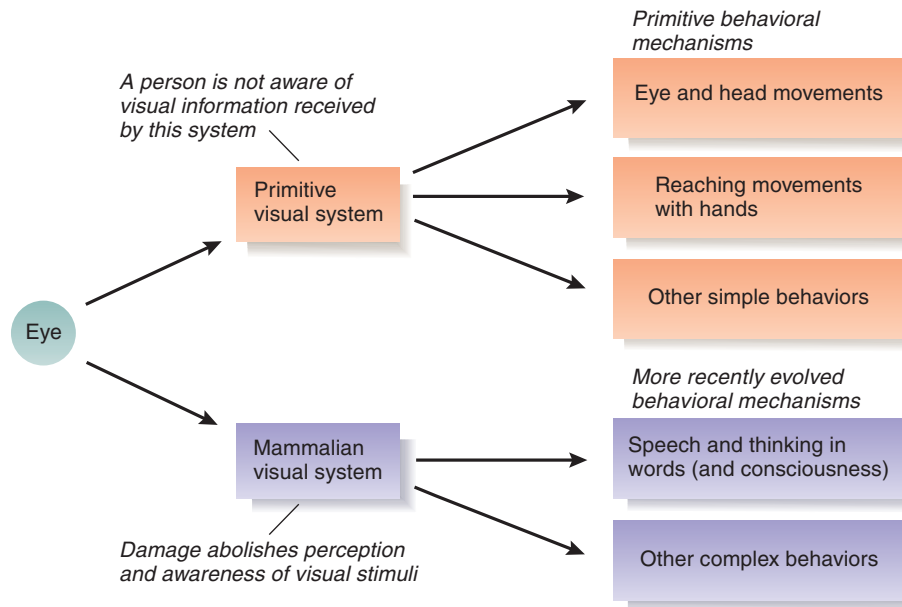 Primitive behavioral
mechanisms
A person is not aware of
visual information received
by this system
Eye and head movements
Primitive
visual system
Reaching movements
with hands
Other simple behaviors
Eye
More recently evolved
behavioral mechanisms
Mammalian
visual system
Speech and thinking in
words (and consciousness)
Damage abolishes perception
and awareness of visual stimuli
Other complex behaviors